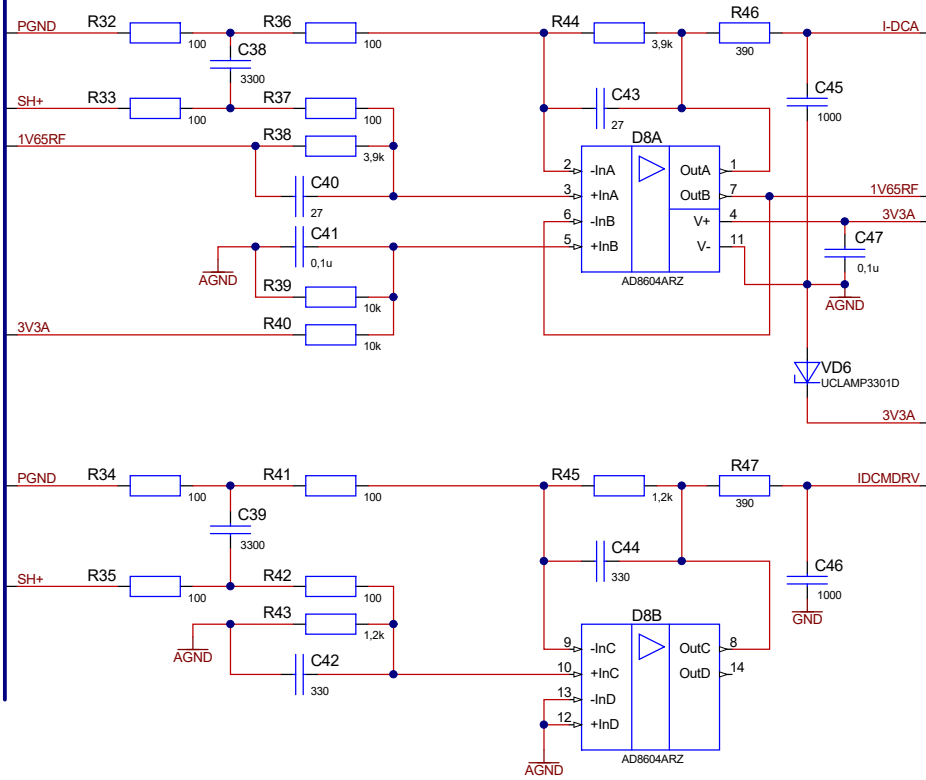 PGND R32 100 R36 100 R44 3,9k R46 390 I-DCA
C38 3300 C43 27 C45 1000
SH+ R33 100 R37 100
1V65RF R38 3,9k D8A
2 -InA OutA 1
C40 27 3 +InA OutB 7 1V65RF
6 -InB V+ 4 3V3A
C41 0,1u 5 +InB V- 11 C47 0,1u
AGND R39 10k AD8604ARZ AGND
3V3A R40 10k
VD6
UCLAMP3301D
3V3A
PGND R34 100 R41 100 R45 1,2k R47 390 IDCMDRV
C39 3300 C44 330 C46 1000
SH+ R35 100 R42 100 GND
R43 1,2k D8B
AGND 9 -InC OutC 8
C42 330 10 +InC OutD 14
13 -InD
12 +InD
AGND AD8604ARZ